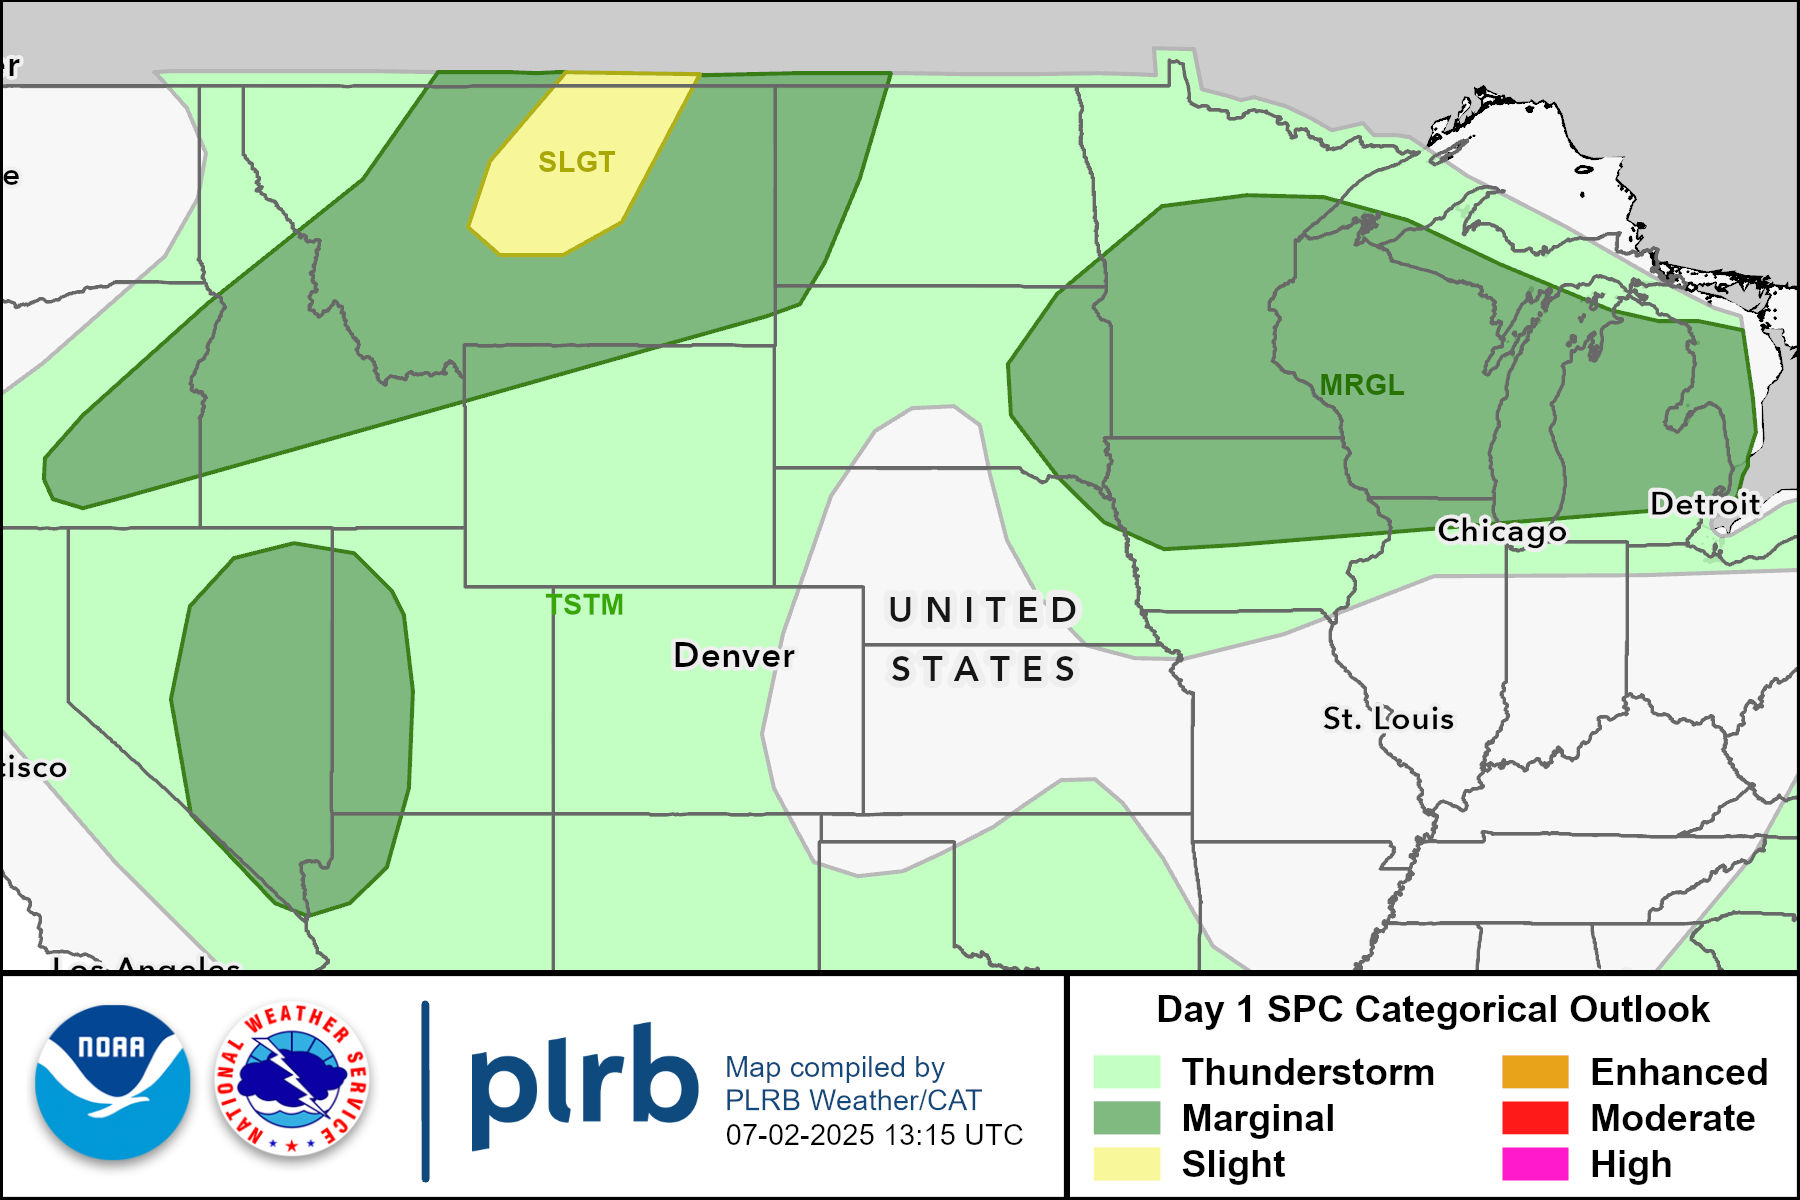 r
e
SLGT
MRGL
Detroit
Chicago
TSTM
UNITED
Denver
STATES
St. Louis
cisco
Los Angeles
Day 1 SPC Categorical Outlook
NOAA
NATIONAL WEATHER SERVICE
plrb
Map compiled by
PLRB Weather/CAT
07-02-2025 13:15 UTC
Thunderstorm
Enhanced
Marginal
Moderate
Slight
High